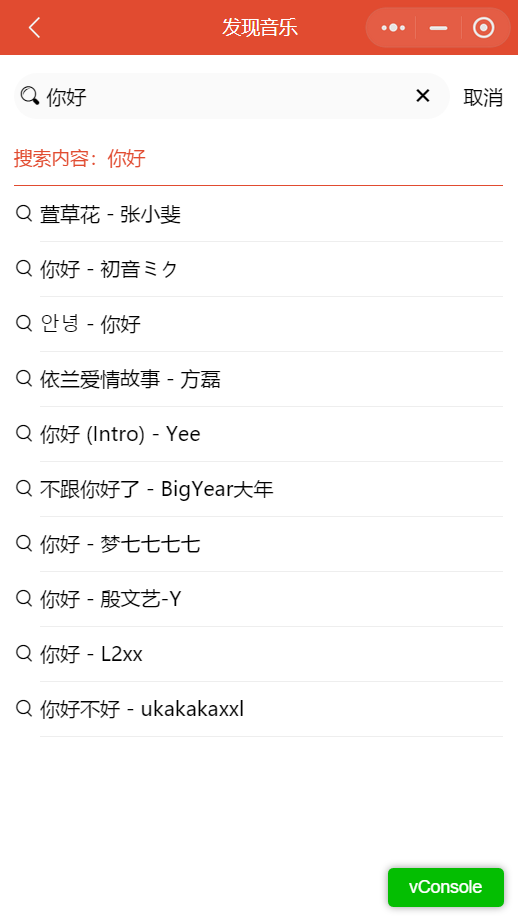 发现音乐
你好 取消
搜索内容：你好
萱草花 - 张小斐
你好 - 初音ミク
안녕 - 你好
依兰爱情故事 - 方磊
你好 (Intro) - Yee
不跟你好了 - BigYear大年
你好 - 梦七七七七
你好 - 殷文艺-Y
你好 - L2xx
你好不好 - ukakakaxxl
vConsole